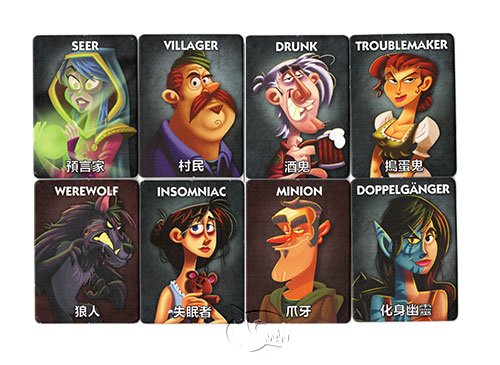 SEER
VILLAGER
DRUNK
TROUBLEMAKER
預言家
村民
酒鬼
搗蛋鬼
WEREWOLF
INSOMNIAC
MINION
DOPPELGÄNGER
狼人
失眠者
爪牙
化身幽靈